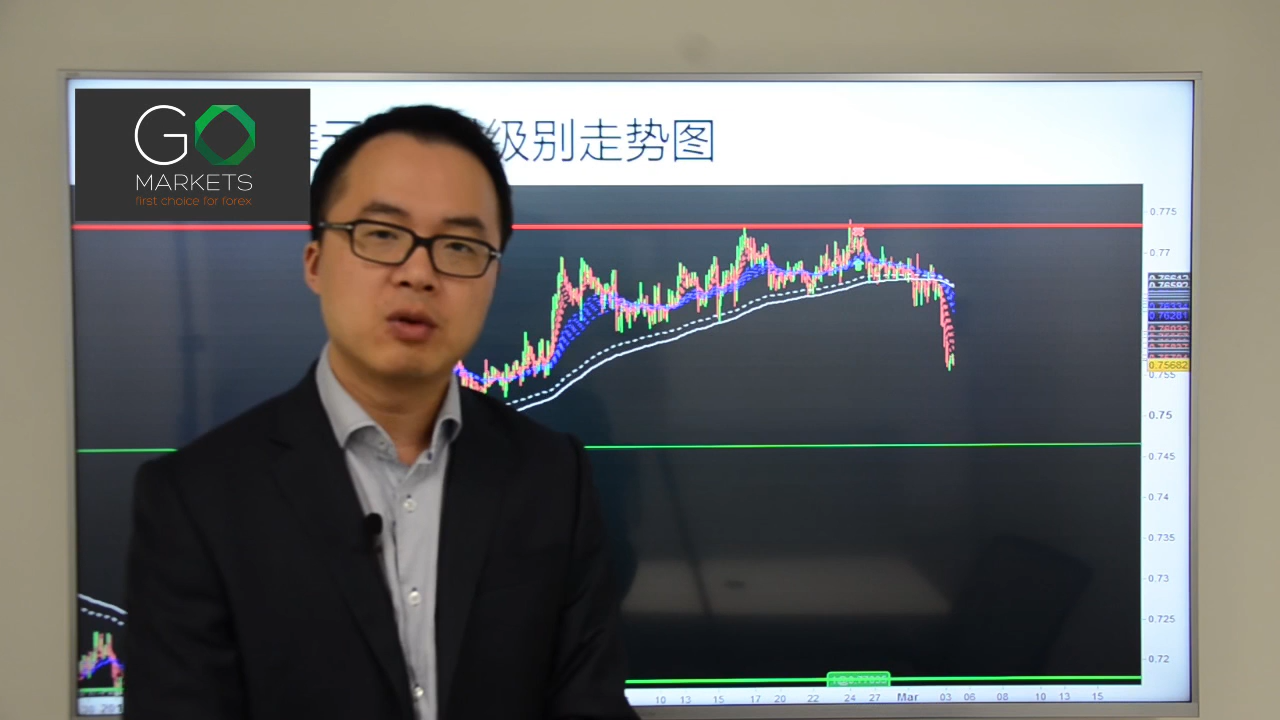 GO
MARKETS
first choice for forex
级别走势图
0.775
0.77
0.76281
0.75682
0.755
0.75
0.745
0.74
0.735
0.73
0.725
0.72
10 13 15 17 20 22 24 27 Mar 03 06 08 10 13 15